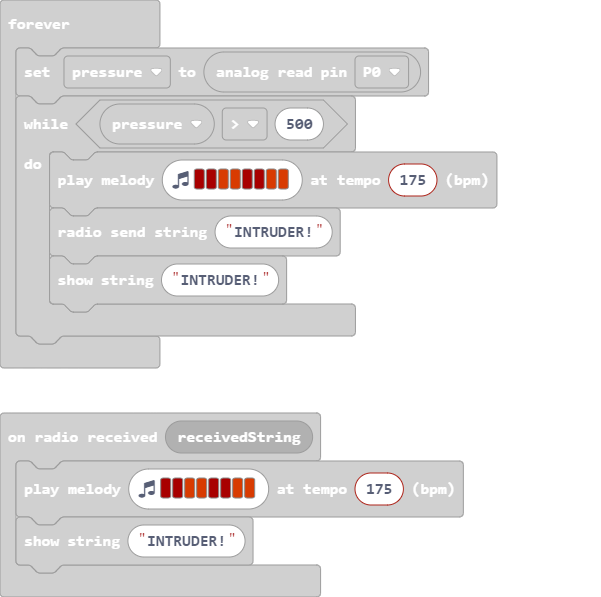 forever
set pressure to analog read pin P0
while pressure > 500
do
play melody at tempo 175 (bpm)
radio send string "INTRUDER!"
show string "INTRUDER!"
on radio received receivedString
play melody at tempo 175 (bpm)
show string "INTRUDER!"